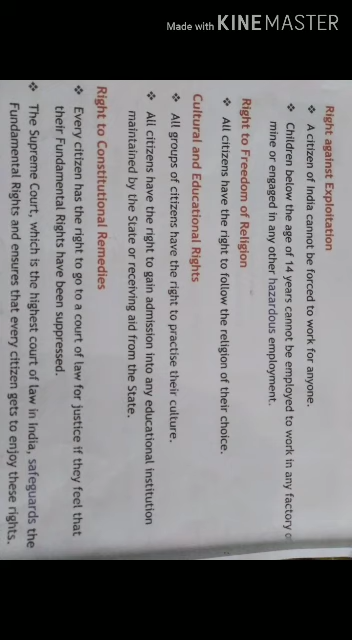 Made with KINEMASTER
Right against Exploitation
❖ A citizen of India cannot be forced to work for anyone.
❖ Children below the age of 14 years cannot be employed to work in any factory or
mine or engaged in any other hazardous employment.
Right to Freedom of Religion
❖ All citizens have the right to follow the religion of their choice.
Cultural and Educational Rights
❖ All groups of citizens have the right to practise their culture.
❖ All citizens have the right to gain admission into any educational institution
maintained by the State or receiving aid from the State.
Right to Constitutional Remedies
❖ Every citizen has the right to go to a court of law for justice if they feel that
their Fundamental Rights have been suppressed.
❖ The Supreme Court, which is the highest court of law in India, safeguards the
Fundamental Rights and ensures that every citizen gets to enjoy these rights.